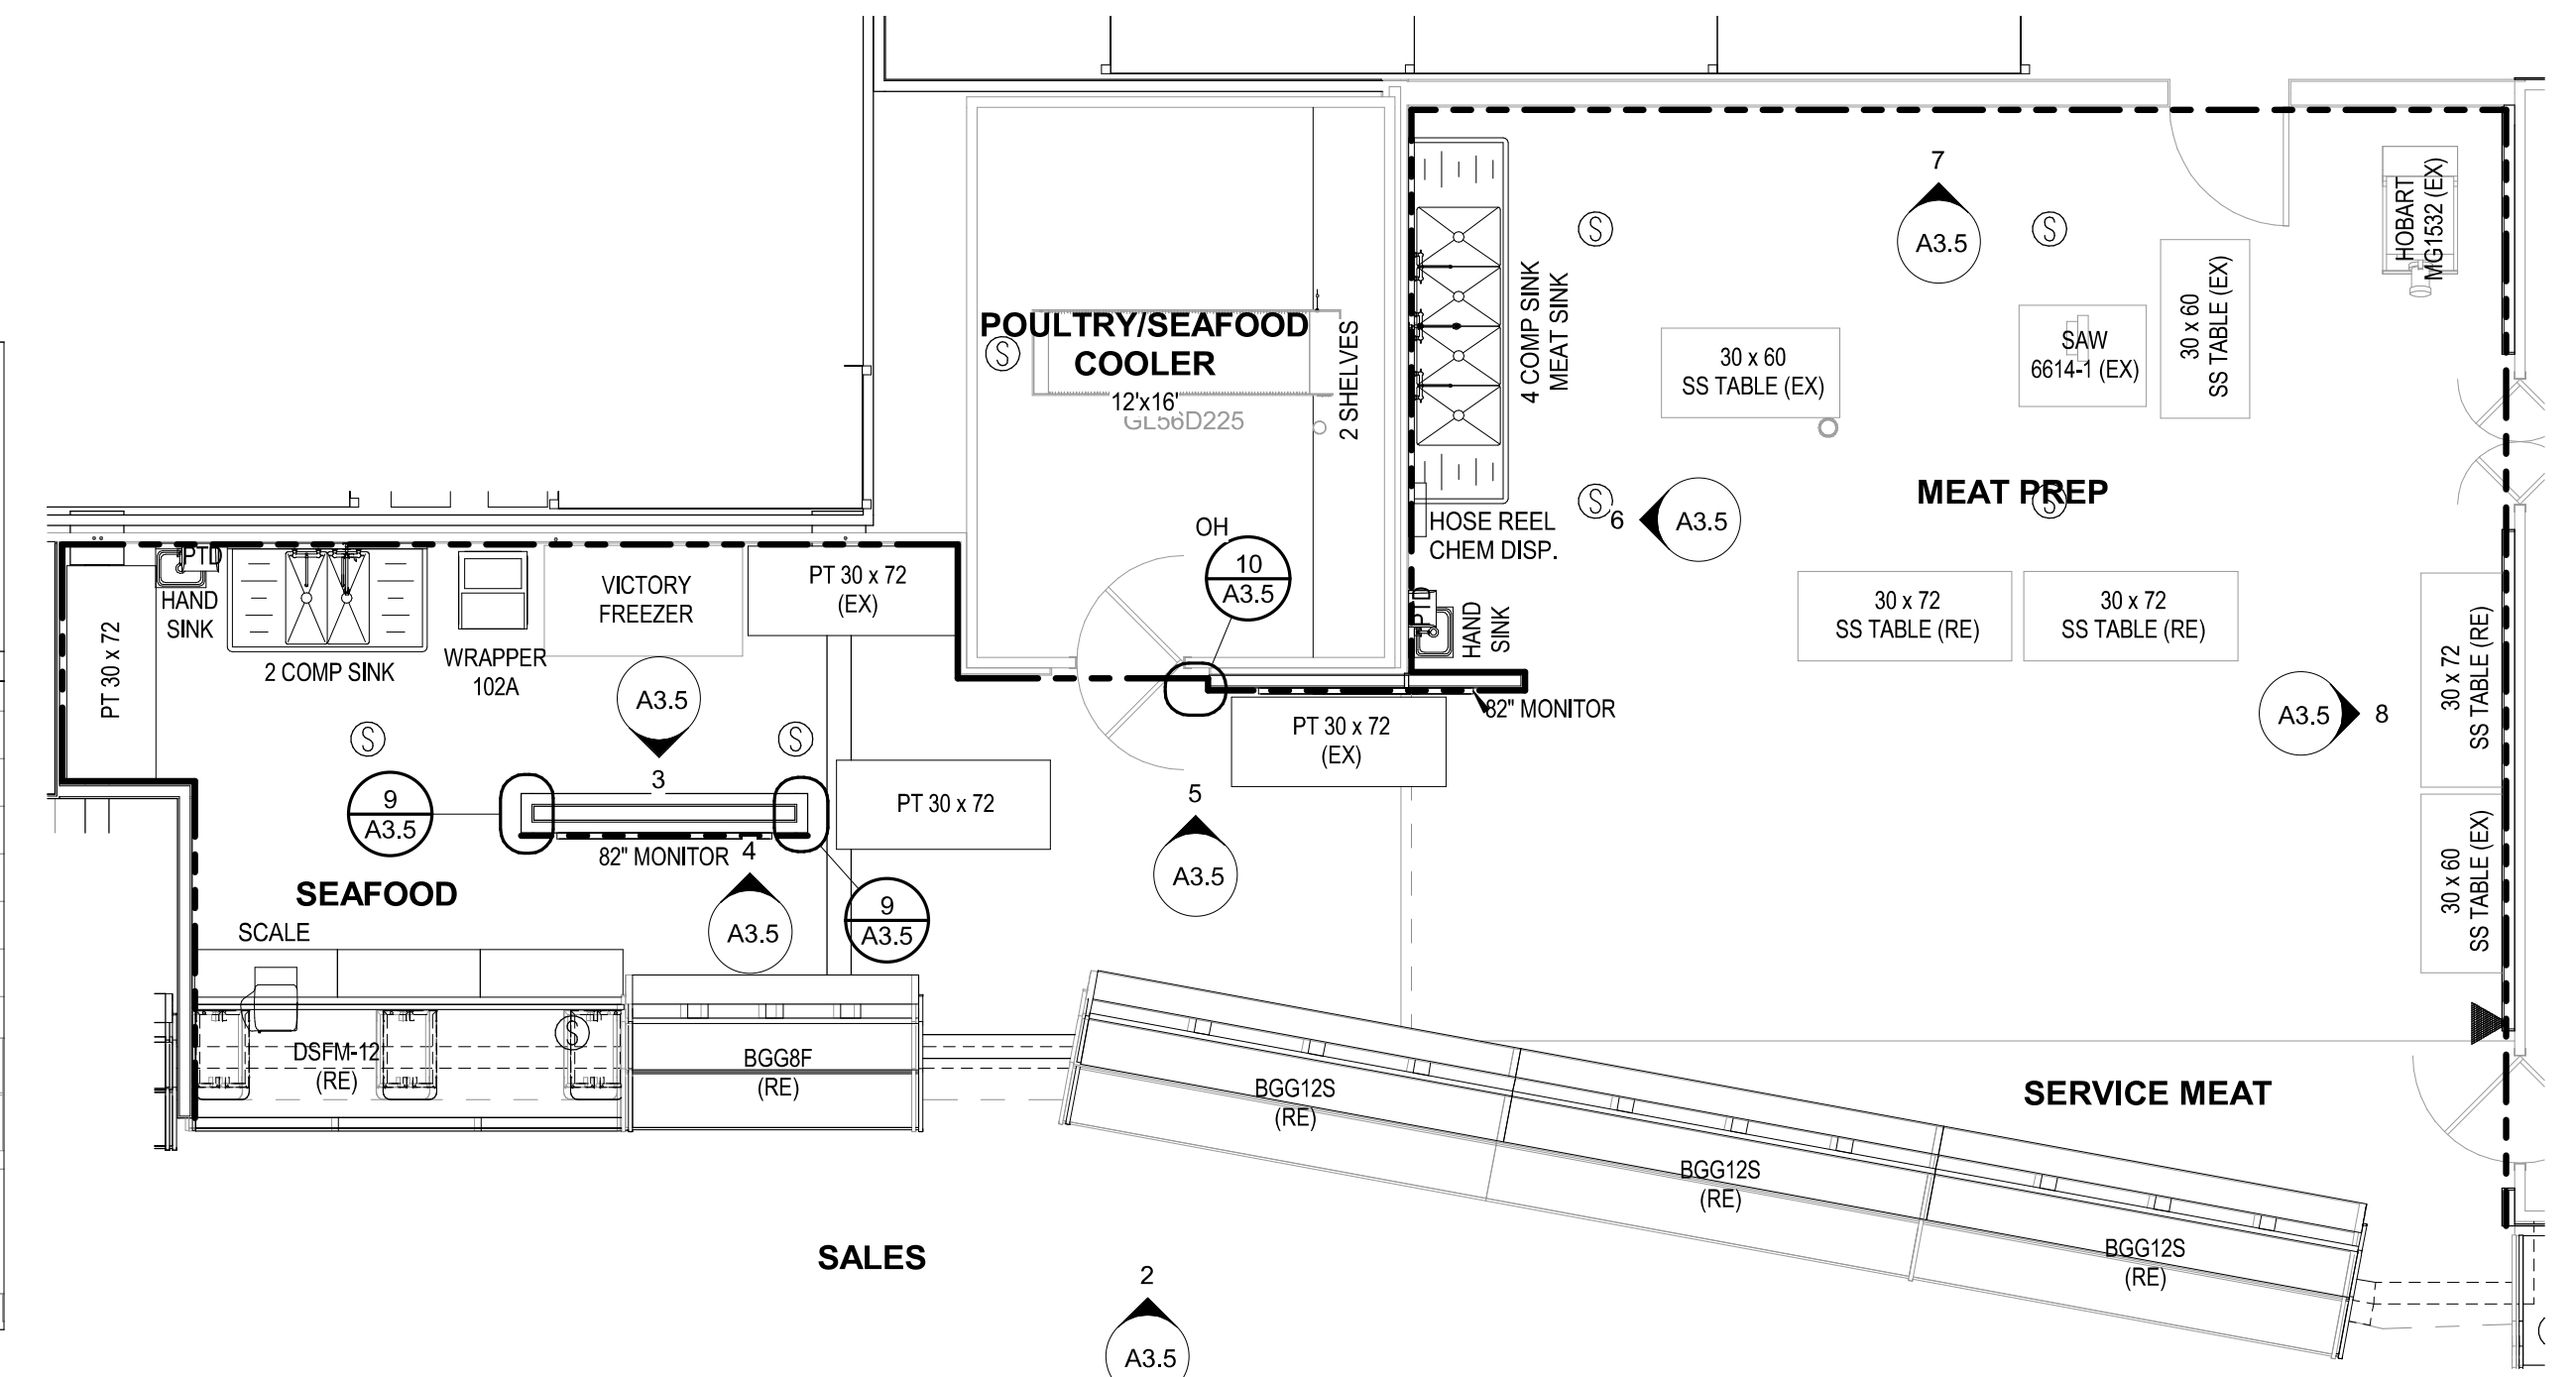 7
A3.5
HOBART
MG1532 (EX)
S
S
POULTRY/SEAFOOD
COOLER
12'x16'
GL56D225
S
2 SHELVES
4 COMP SINK
MEAT SINK
30 x 60
SS TABLE (EX)
SAW
6614-1 (EX)
30 x 60
SS TABLE (EX)
MEAT PREP
S
S
6
A3.5
HOSE REEL
CHEM DISP.
OH
10
A3.5
PTD
HAND
SINK
2 COMP SINK
WRAPPER
102A
VICTORY
FREEZER
PT 30 x 72
(EX)
PT 30 x 72
HAND
SINK
30 x 72
SS TABLE (RE)
30 x 72
SS TABLE (RE)
30 x 72
SS TABLE (RE)
A3.5
3
S
S
82" MONITOR
PT 30 x 72
(EX)
A3.5
8
9
A3.5
PT 30 x 72
5
A3.5
82" MONITOR
4
A3.5
9
A3.5
30 x 60
SS TABLE (EX)
SEAFOOD
SCALE
S
DSFM-12
(RE)
BGG8F
(RE)
BGG12S
(RE)
SERVICE MEAT
BGG12S
(RE)
BGG12S
(RE)
SALES
2
A3.5